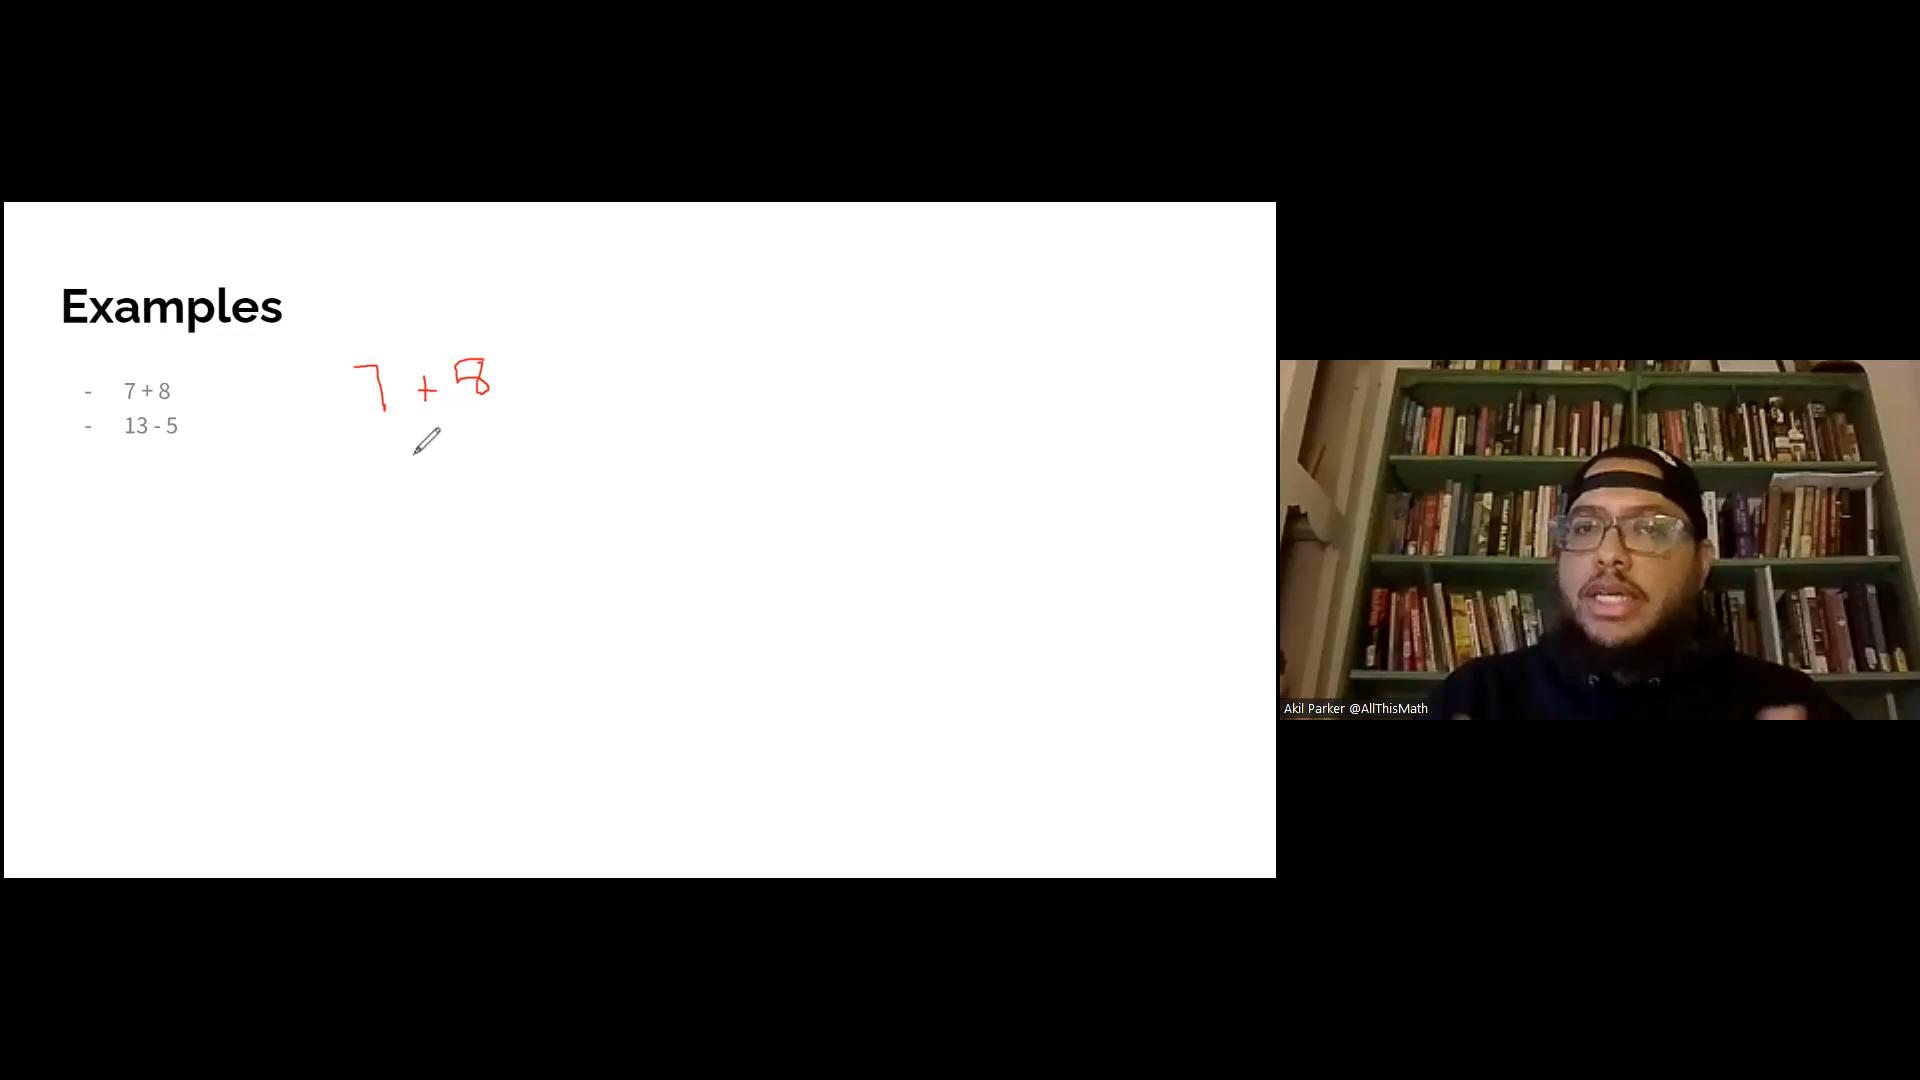 Examples
- 7 + 8
- 13 - 5
7 + 8
Akil Parker @AllThisMath